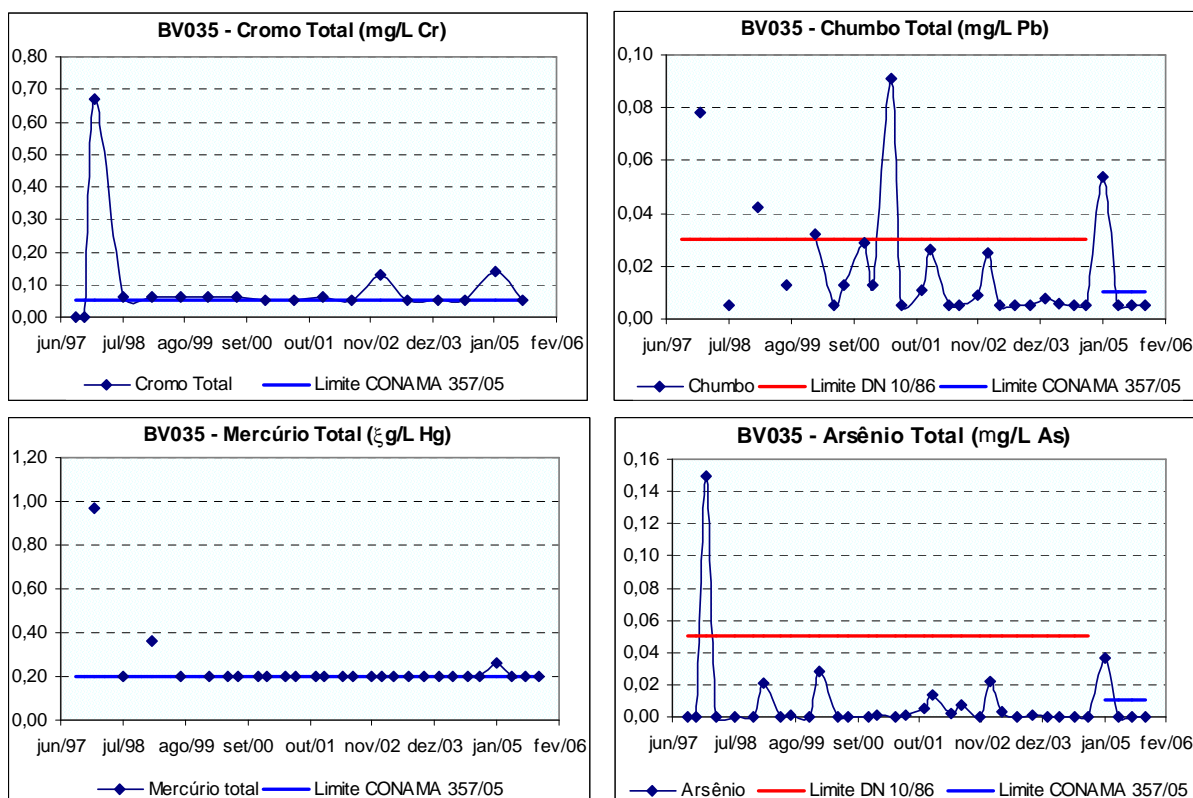 BV035 - Cromo Total (mg/L Cr)
0,80
0,70
0,60
0,50
0,40
0,30
0,20
0,10
0,00
jun/97 jul/98 ago/99 set/00 out/01 nov/02 dez/03 jan/05 fev/06
Cromo Total Limite CONAMA 357/05
BV035 - Chumbo Total (mg/L Pb)
0,10
0,08
0,06
0,04
0,02
0,00
jun/97 jul/98 ago/99 set/00 out/01 nov/02 dez/03 jan/05 fev/06
Chumbo Limite DN 10/86 Limite CONAMA 357/05
BV035 - Mercúrio Total (ξg/L Hg)
1,20
1,00
0,80
0,60
0,40
0,20
0,00
jun/97 jul/98 ago/99 set/00 out/01 nov/02 dez/03 jan/05 fev/06
Mercúrio total Limite CONAMA 357/05
BV035 - Arsênio Total (mg/L As)
0,16
0,14
0,12
0,10
0,08
0,06
0,04
0,02
0,00
jun/97 jul/98 ago/99 set/00 out/01 nov/02 dez/03 jan/05 fev/06
Arsênio Limite DN 10/86 Limite CONAMA 357/05